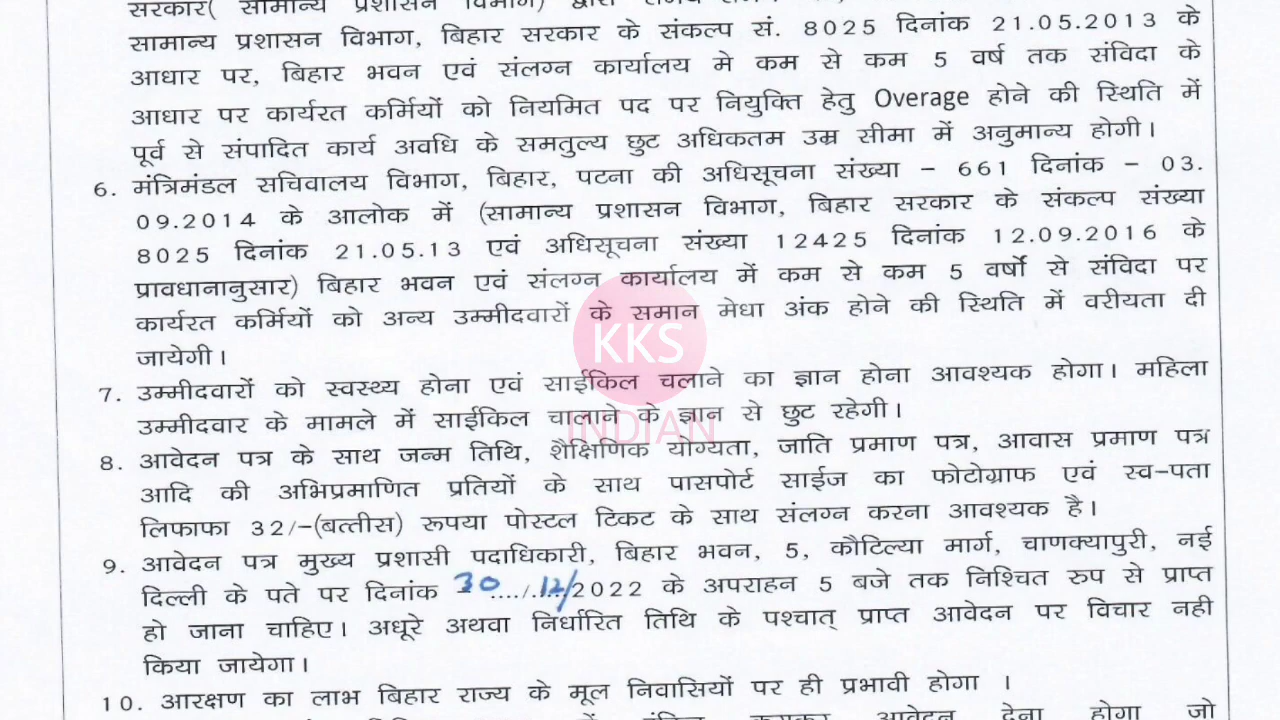 सरकार( सामान्य प्रशासन विभाग) द्वारा
सामान्य प्रशासन विभाग, बिहार सरकार के संकल्प सं. 8025 दिनांक 21.05.2013 के
आधार पर, बिहार भवन एवं संलग्न कार्यालय मे कम से कम 5 वर्ष तक संविदा के
आधार पर कार्यरत कर्मियों को नियमित पद पर नियुक्ति हेतु Overage होने की स्थिति में
पूर्व से संपादित कार्य अवधि के समतुल्य छुट अधिकतम उम्र सीमा में अनुमान्य होगी।
6. मंत्रिमंडल सचिवालय विभाग, बिहार, पटना की अधिसूचना संख्या – 661 दिनांक – 03.
09.2014 के आलोक में (सामान्य प्रशासन विभाग, बिहार सरकार के संकल्प संख्या
8025 दिनांक 21.05.13 एवं अधिसूचना संख्या 12425 दिनांक 12.09.2016 के
प्रावधानानुसार) बिहार भवन एवं संलग्न कार्यालय में कम से कम 5 वर्षों से संविदा पर
कार्यरत कर्मियों को अन्य उम्मीदवारों के समान मेधा अंक होने की स्थिति में वरीयता दी
जायेगी।
KKS
INDIAN
7. उम्मीदवारों को स्वस्थ्य होना एवं साईकिल चलाने का ज्ञान होना आवश्यक होगा। महिला
उम्मीदवार के मामले में साईकिल चालाने के ज्ञान से छुट रहेगी।
8. आवेदन पत्र के साथ जन्म तिथि, शैक्षिणिक योग्यता, जाति प्रमाण पत्र, आवास प्रमाण पत्र
आदि की अभिप्रमाणित प्रतियों के साथ पासपोर्ट साईज का फोटोग्राफ एवं स्व-पता
लिफाफा 32/-(बत्तीस) रूपया पोस्टल टिकट के साथ संलग्न करना आवश्यक है।
9. आवेदन पत्र मुख्य प्रशासी पदाधिकारी, बिहार भवन, 5, कौटिल्या मार्ग, चाणक्यापुरी, नई
दिल्ली के पते पर दिनांक 30..../.12/2022 के अपराहन 5 बजे तक निश्चित रुप से प्राप्त
हो जाना चाहिए। अधूरे अथवा निर्धारित तिथि के पश्चात् प्राप्त आवेदन पर विचार नही
किया जायेगा।
10. आरक्षण का लाभ बिहार राज्य के मूल निवासियों पर ही प्रभावी होगा ।
आवेदन देना होगा जो